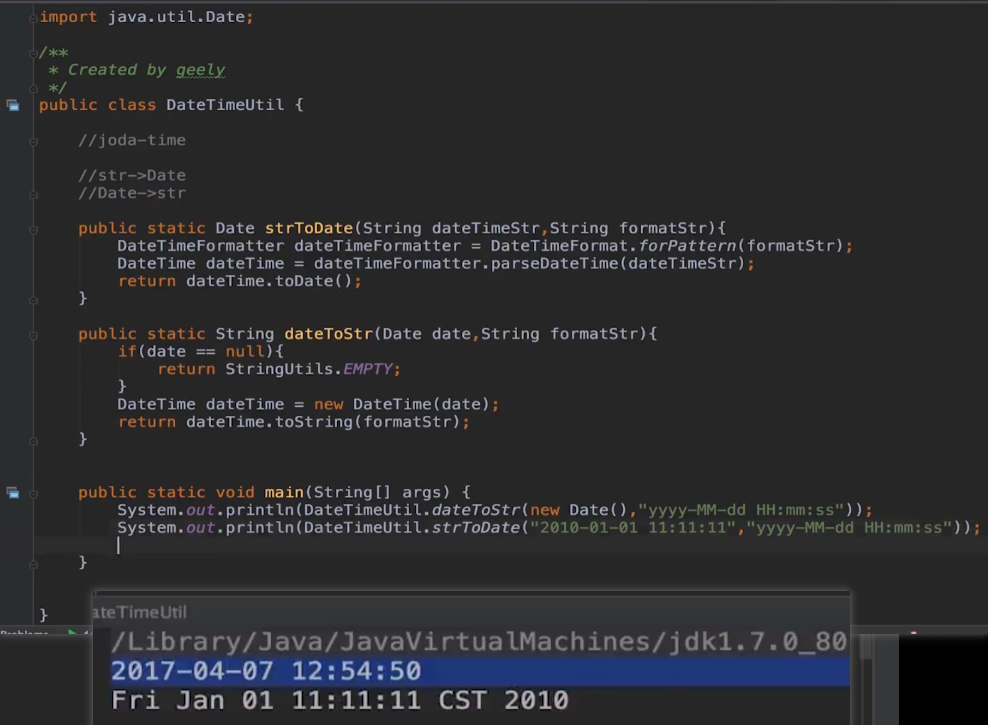 import java.util.Date;
/**
* Created by geely
*/
public class DateTimeUtil {
//joda-time
//str->Date
//Date->str
public static Date strToDate(String dateTimeStr,String formatStr){
DateTimeFormatter dateTimeFormatter = DateTimeFormat.forPattern(formatStr);
DateTime dateTime = dateTimeFormatter.parseDateTime(dateTimeStr);
return dateTime.toDate();
}
public static String dateToStr(Date date,String formatStr){
if(date == null){
return StringUtils.EMPTY;
}
DateTime dateTime = new DateTime(date);
return dateTime.toString(formatStr);
}
public static void main(String[] args) {
System.out.println(DateTimeUtil.dateToStr(new Date(),"yyyy-MM-dd HH:mm:ss"));
System.out.println(DateTimeUtil.strToDate("2010-01-01 11:11:11","yyyy-MM-dd HH:mm:ss"));
}
}
ateTimeUtil
/Library/Java/JavaVirtualMachines/jdk1.7.0_80
2017-04-07 12:54:50
Fri Jan 01 11:11:11 CST 2010